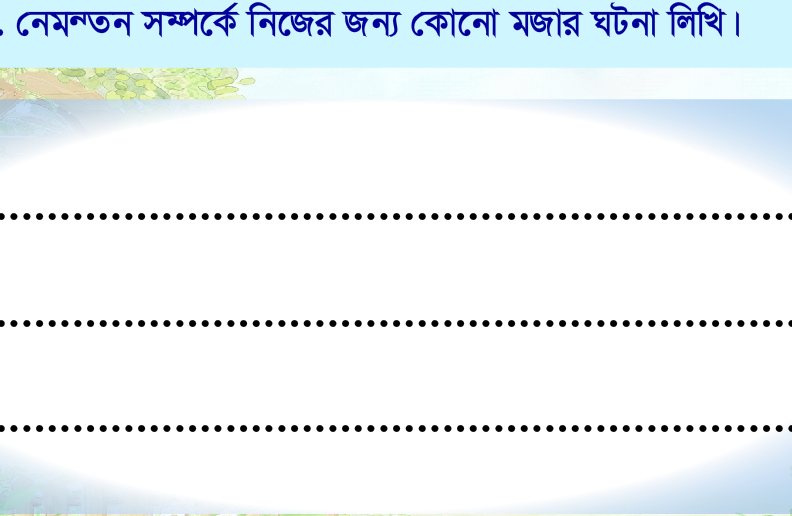 . নেমন্তন সম্পর্কে নিজের জন্য কোনো মজার ঘটনা লিখি।